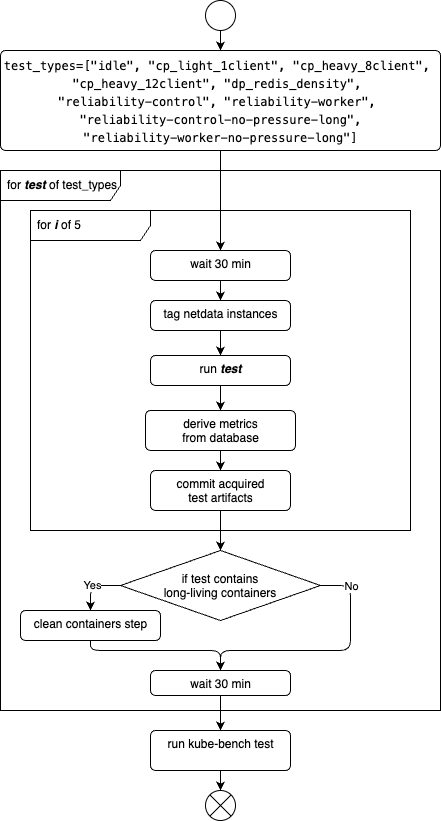 test_types=["idle", "cp_light_1client", "cp_heavy_8client",
"cp_heavy_12client", "dp_redis_density",
"reliability-control", "reliability-worker",
"reliability-control-no-pressure-long",
"reliability-worker-no-pressure-long"]
for test of test_types
for i of 5
wait 30 min
tag netdata instances
run test
derive metrics
from database
commit acquired
test artifacts
if test contains
long-living containers
Yes
No
clean containers step
wait 30 min
run kube-bench test